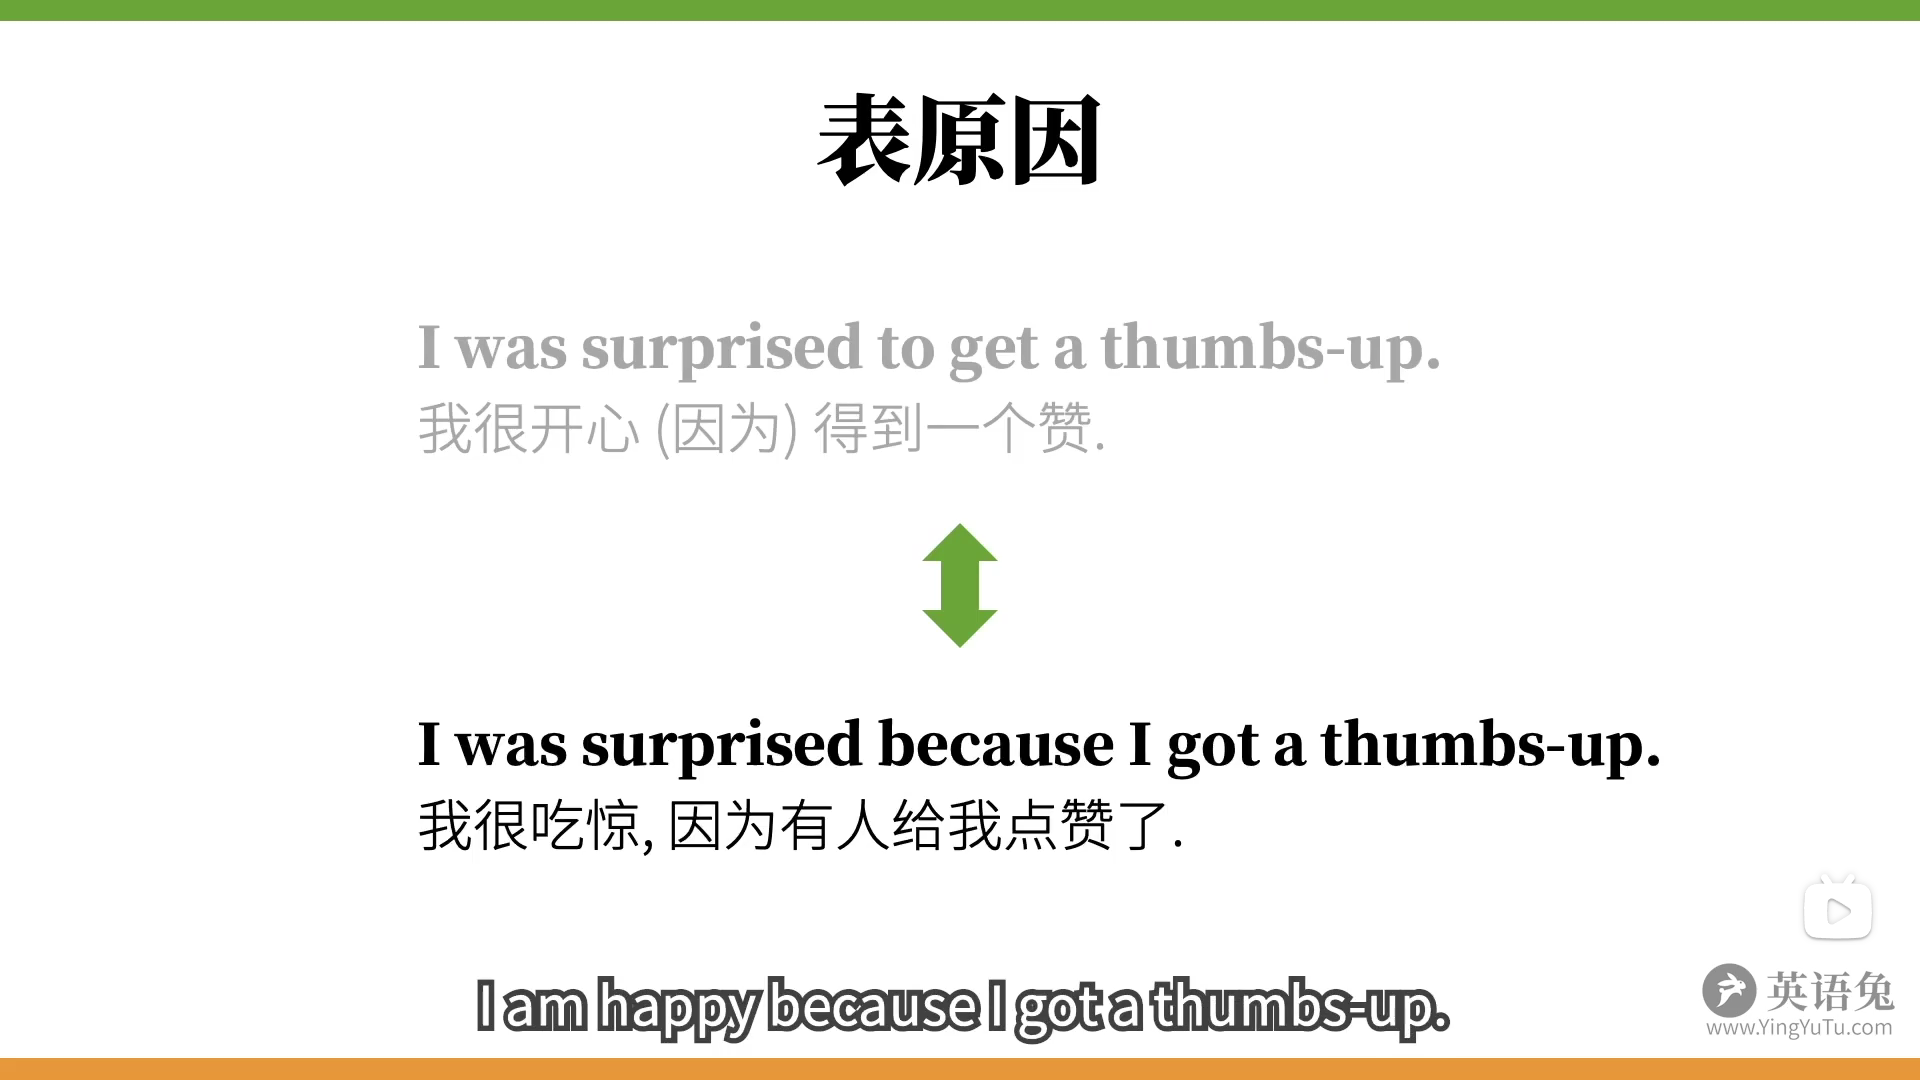 表原因
I was surprised to get a thumbs-up.
我很开心 (因为) 得到一个赞.
I was surprised because I got a thumbs-up.
我很吃惊, 因为有人给我点赞了.
I am happy because I got a thumbs-up.
英语兔
www.YingYuTu.com